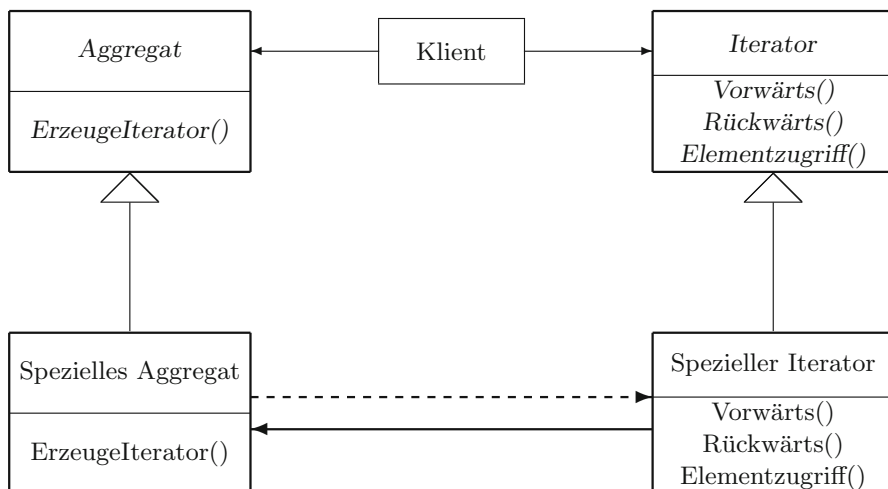 Aggregat
ErzeugeIterator()
Klient
Iterator
Vorwärts()
Rückwärts()
Elementzugriff()
Spezielles Aggregat
ErzeugeIterator()
Spezieller Iterator
Vorwärts()
Rückwärts()
Elementzugriff()